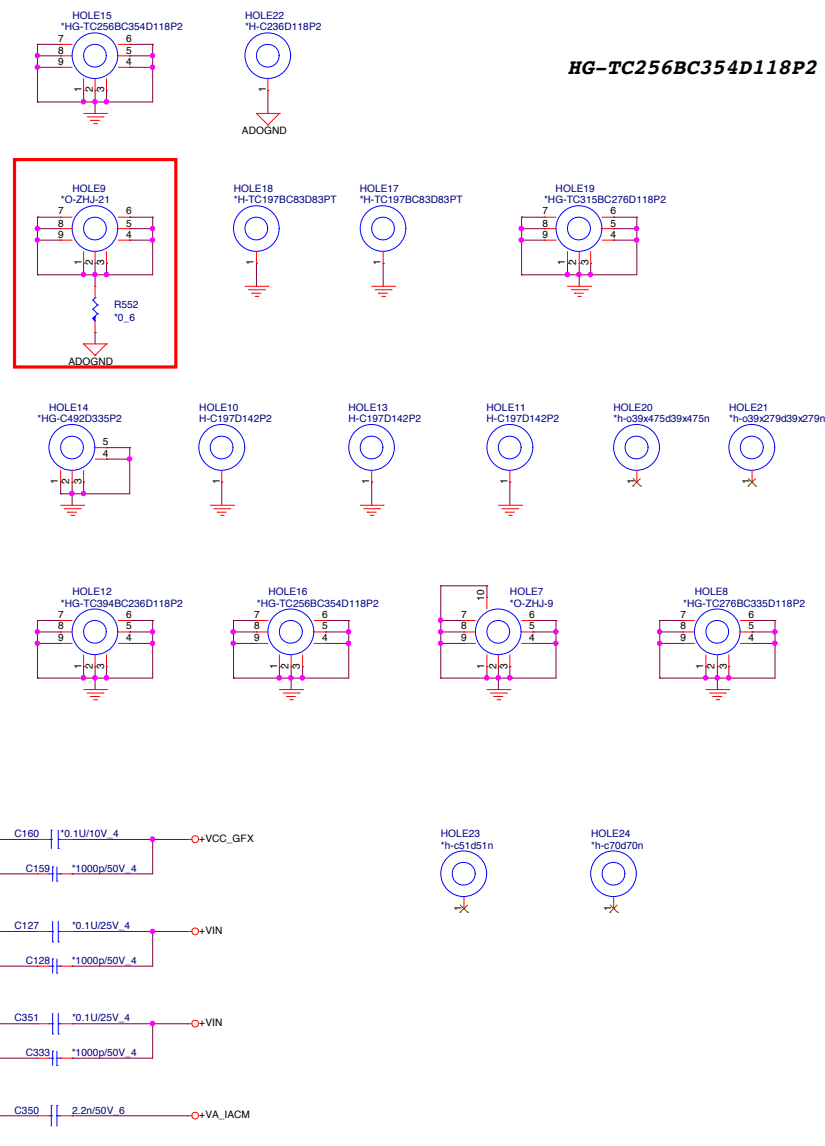 HOLE15
*HG-TC256BC354D118P2
7 6
8 5
9 4
1 2 3
HOLE22
*H-C236D118P2
1
ADOGND
HG-TC256BC354D118P2
HOLE9
*O-ZHJ-21
7 6
8 5
9 4
1 2 3
R552
*0_6
ADOGND
HOLE18
*H-TC197BC83D83PT
1
HOLE17
*H-TC197BC83D83PT
1
HOLE19
*HG-TC315BC276D118P2
7 6
8 5
9 4
1 2 3
HOLE14
*HG-C492D335P2
5
4
1 2 3
HOLE10
H-C197D142P2
1
HOLE13
H-C197D142P2
1
HOLE11
H-C197D142P2
1
HOLE20
*h-o39x475d39x475n
1
HOLE21
*h-o39x279d39x279n
1
HOLE12
*HG-TC394BC236D118P2
7 6
8 5
9 4
1 2 3
HOLE16
*HG-TC256BC354D118P2
7 6
8 5
9 4
1 2 3
HOLE7
*O-ZHJ-9
10
7 6
8 5
9 4
1 2 3
HOLE8
*HG-TC276BC335D118P2
7 6
8 5
9 4
1 2 3
C160 *0.1U/10V_4 +VCC_GFX
C159 *1000p/50V_4
C127 *0.1U/25V_4 +VIN
C128 *1000p/50V_4
C351 *0.1U/25V_4 +VIN
C333 *1000p/50V_4
C350 2.2n/50V_6 +VA_IACM
HOLE23
*h-c51d51n
1
HOLE24
*h-c70d70n
1